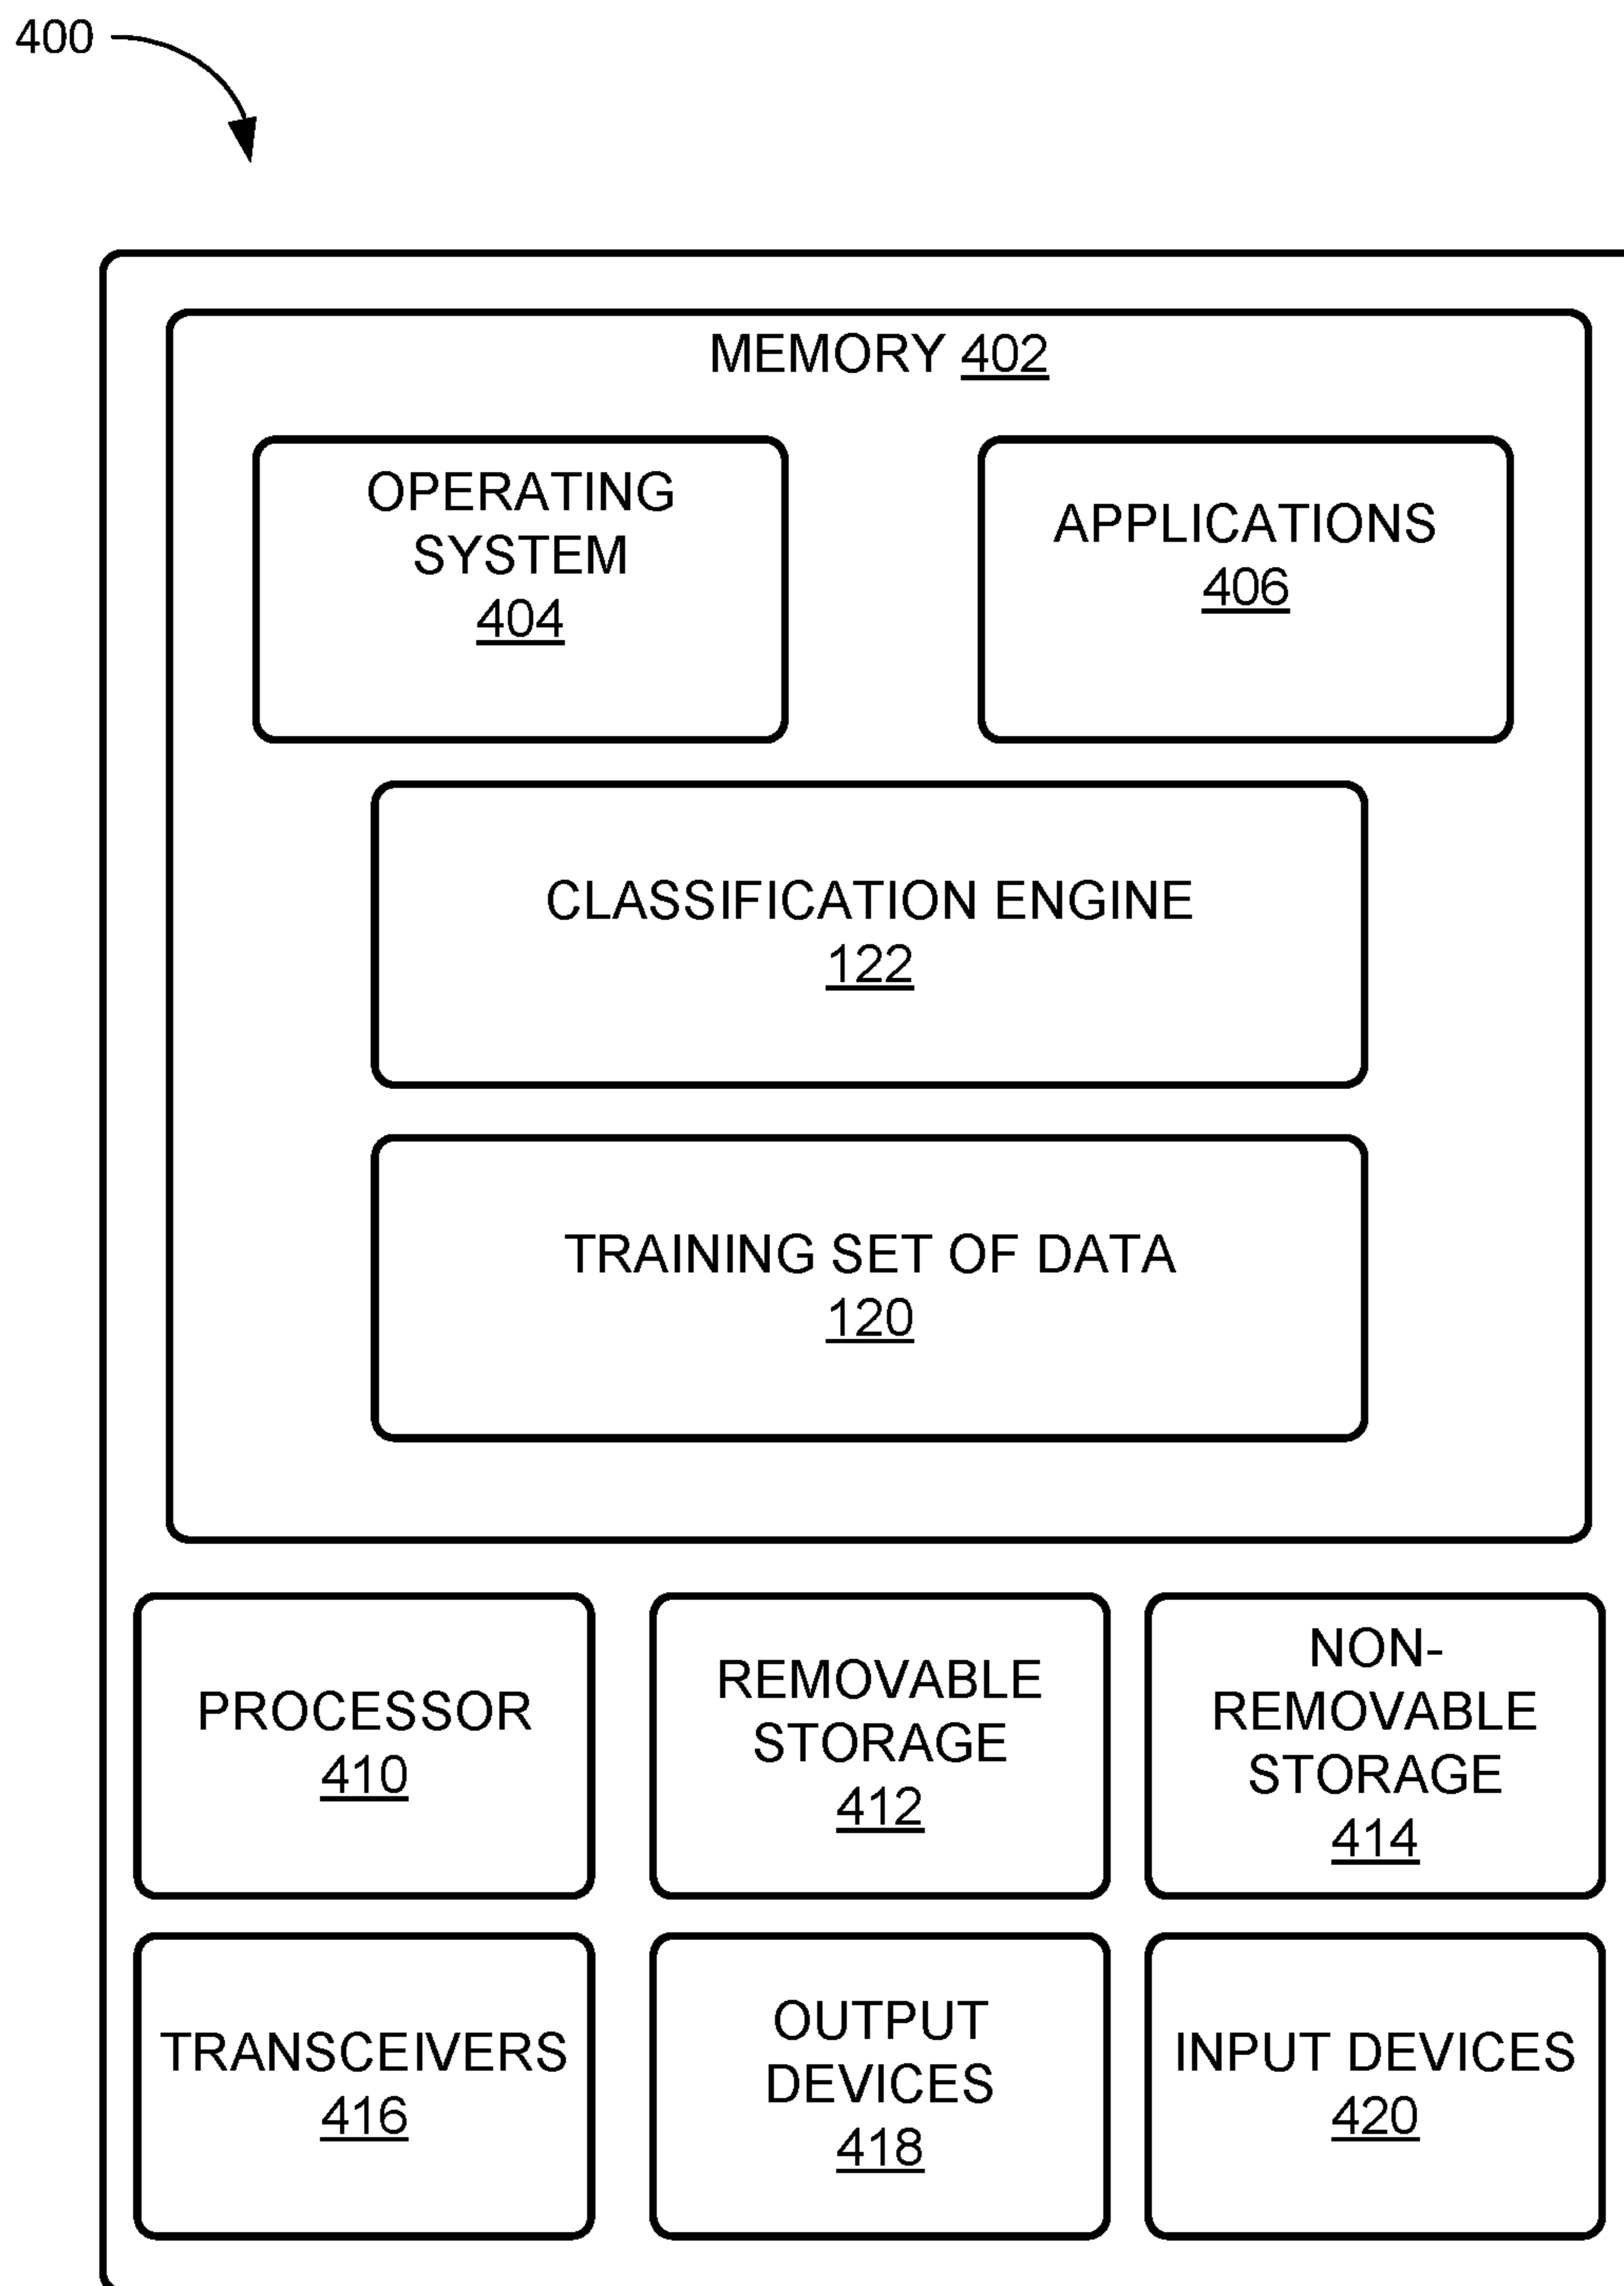 400
MEMORY 402
OPERATING
SYSTEM
404
APPLICATIONS
406
CLASSIFICATION ENGINE
122
TRAINING SET OF DATA
120
PROCESSOR
410
REMOVABLE
STORAGE
412
NON-
REMOVABLE
STORAGE
414
TRANSCEIVERS
416
OUTPUT
DEVICES
418
INPUT DEVICES
420